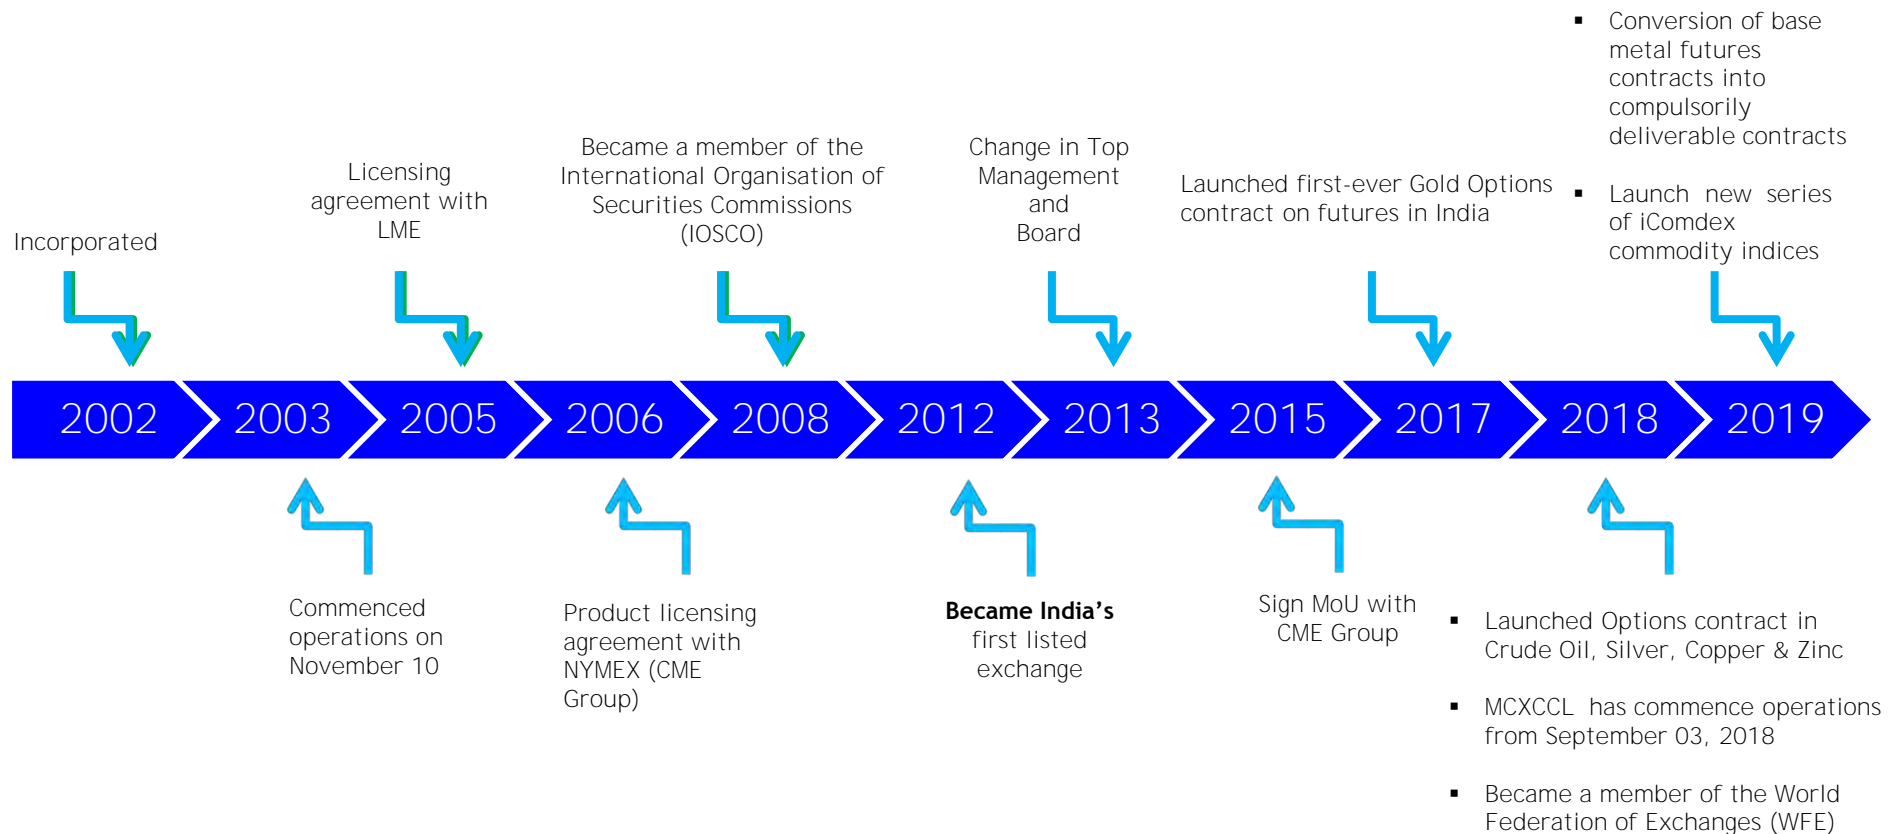 Incorporated
Licensing
agreement with
LME
Became a member of the
International Organisation of
Securities Commissions
(IOSCO)
Change in Top
Management
and
Board
Launched first-ever Gold Options
contract on futures in India
▪ Conversion of base
metal futures
contracts into
compulsorily
deliverable contracts
▪ Launch new series
of iComdex
commodity indices
2002
2003
2005
2006
2008
2012
2013
2015
2017
2018
2019
Commenced
operations on
November 10
Product licensing
agreement with
NYMEX (CME
Group)
Became India’s
first listed
exchange
Sign MoU with
CME Group
▪ Launched Options contract in
Crude Oil, Silver, Copper & Zinc
▪ MCXCCL has commence operations
from September 03, 2018
▪ Became a member of the World
Federation of Exchanges (WFE)